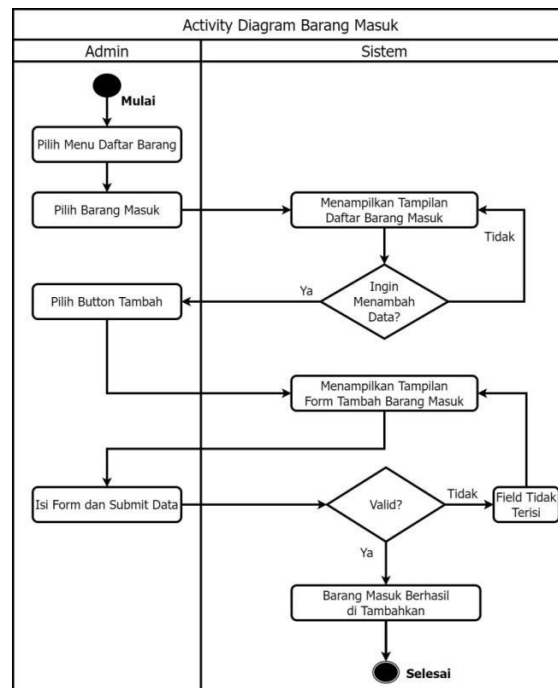 Activity Diagram Barang Masuk
Admin
Sistem
Mulai
Pilih Menu Daftar Barang
Pilih Barang Masuk
Menampilkan Tampilan
Daftar Barang Masuk
Tidak
Ingin
Menambah
Data?
Ya
Pilih Button Tambah
Menampilkan Tampilan
Form Tambah Barang Masuk
Isi Form dan Submit Data
Valid?
Tidak
Field Tidak
Terisi
Ya
Barang Masuk Berhasil
di Tambahkan
Selesai